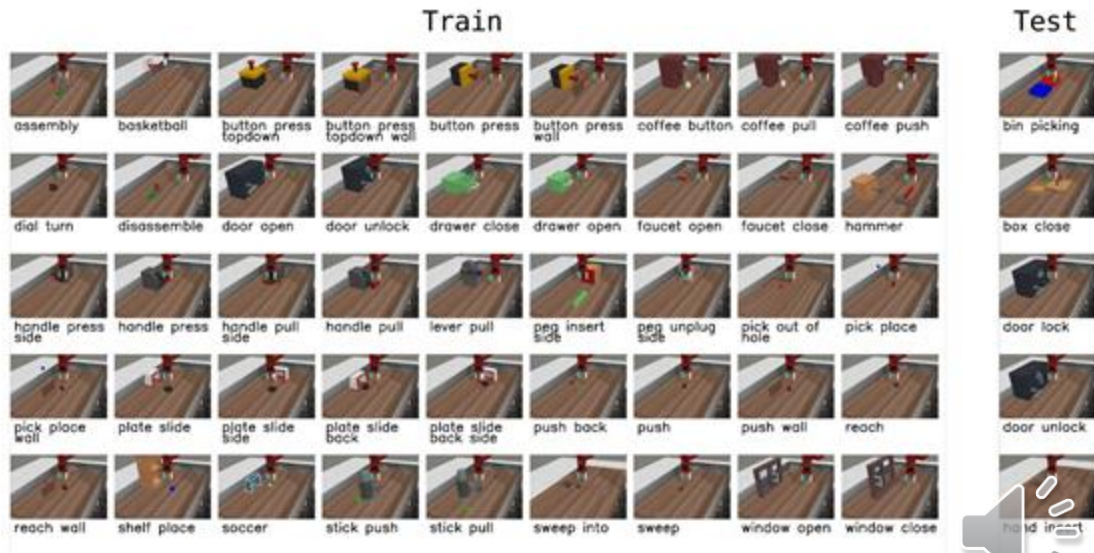 Train
Test
assembly
basketball
button press
topdown
button press
topdown wall
button press
button press
wall
coffee button
coffee pull
coffee push
bin picking
dial turn
disassemble
door open
door unlock
drawer close
drawer open
faucet open
faucet close
hammer
box close
handle press
side
handle press
handle pull
side
handle pull
lever pull
peg insert
side
peg unplug
side
pick out of
hole
pick place
door lock
pick place
wall
plate slide
plate slide
side
plate slide
back
plate slide
back side
push back
push
push wall
reach
door unlock
reach wall
shelf place
soccer
stick push
stick pull
sweep into
sweep
window open
window close
hand insert